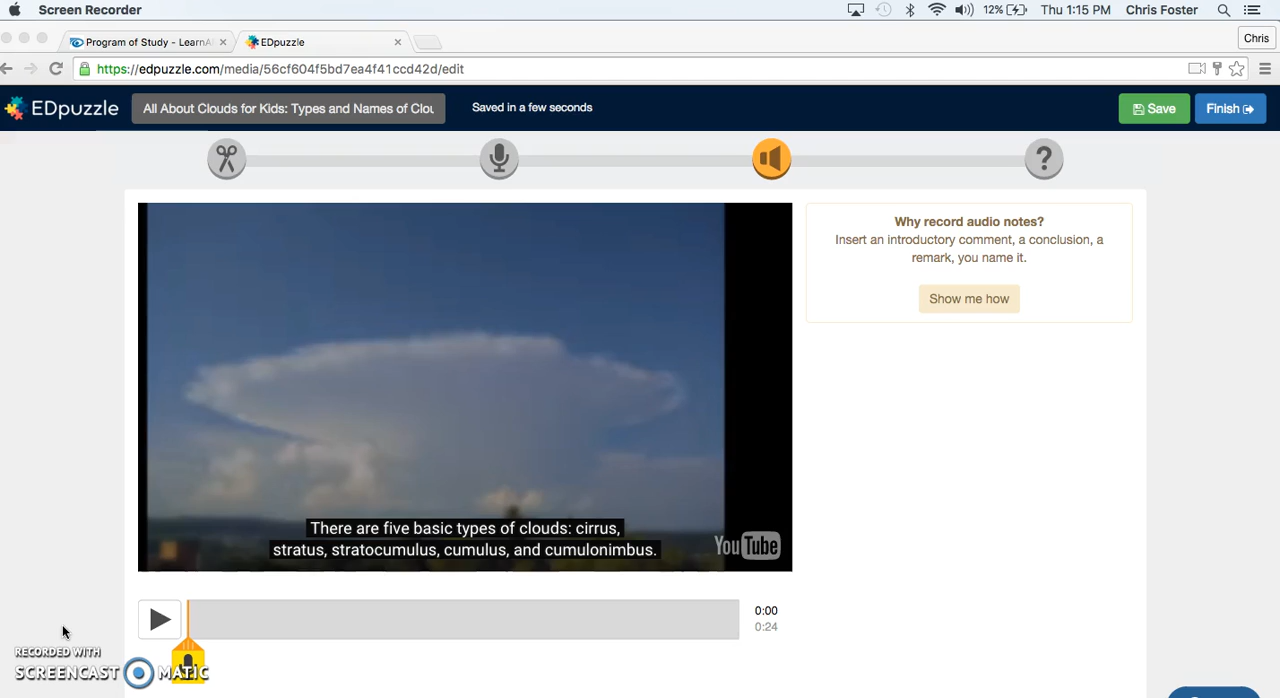 Screen Recorder
12%
Thu 1:15 PM
Chris Foster
Program of Study - LearnA
EDpuzzle
Chris
https://edpuzzle.com/media/56cf604f5bd7ea4f41ccd42d/edit
EDpuzzle
All About Clouds for Kids: Types and Names of Clou
Saved in a few seconds
Save
Finish
?
Why record audio notes?
Insert an introductory comment, a conclusion, a
remark, you name it.
Show me how
There are five basic types of clouds: cirrus,
stratus, stratocumulus, cumulus, and cumulonimbus.
YouTube
0:00
0:24
RECORDED WITH
SCREENCAST MATIC